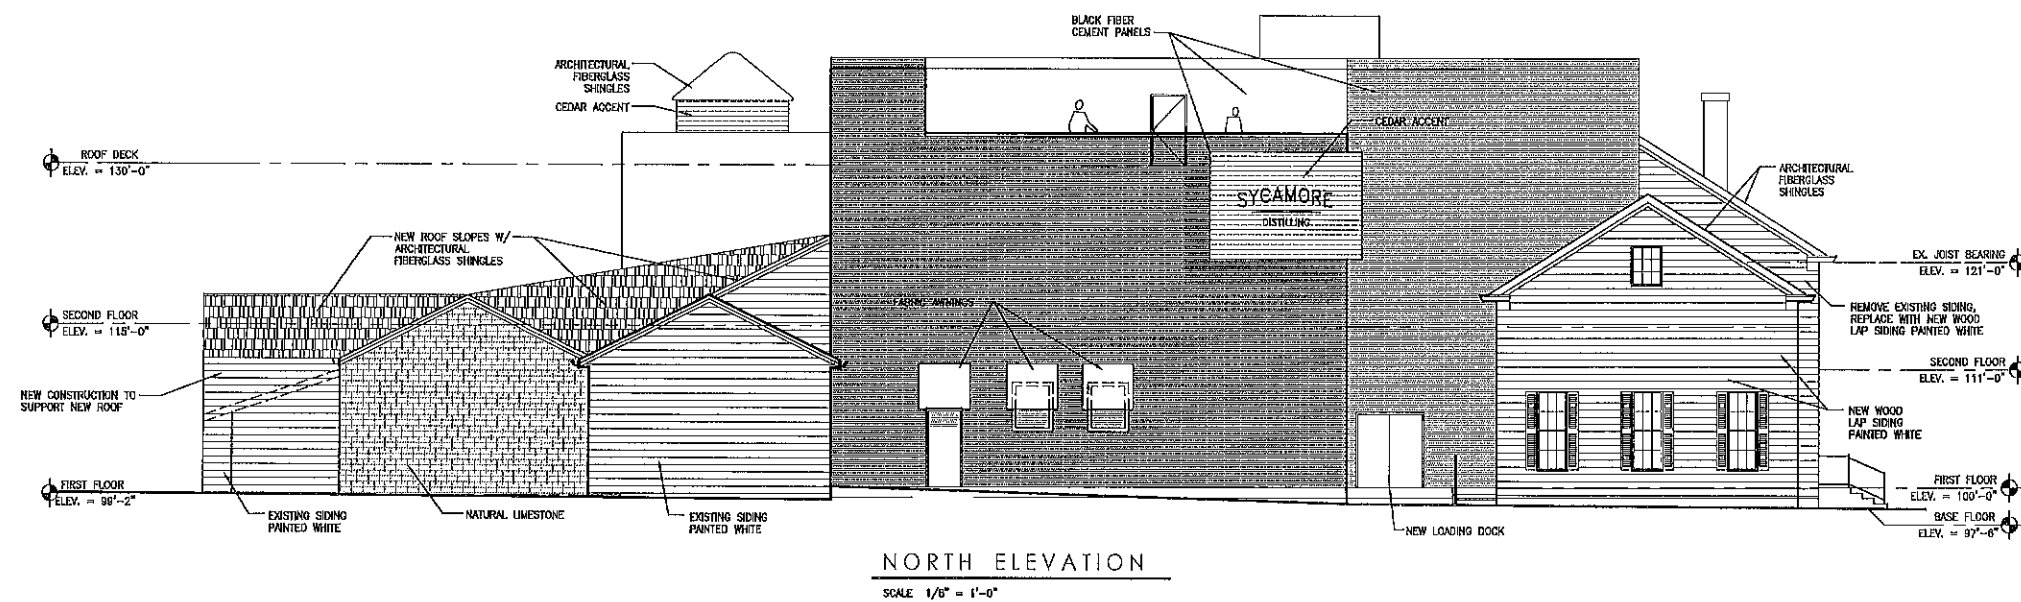 BLACK FIBER
CEMENT PANELS
ARCHITECTURAL
FIBERGLASS
SHINGLES
CEDAR ACCENT
CEDAR ACCENT
ROOF DECK
ELEV. = 130'-0"
ARCHITECTURAL
FIBERGLASS
SHINGLES
SYCAMORE
DISTILLING
NEW ROOF SLOPES W/
ARCHITECTURAL
FIBERGLASS SHINGLES
EX. JOIST BEARING
ELEV. = 121'-0"
SECOND FLOOR
ELEV. = 115'-0"
FABRIC AWNINGS
REMOVE EXISTING SIDING,
REPLACE WITH NEW WOOD
LAP SIDING PAINTED WHITE
SECOND FLOOR
ELEV. = 111'-0"
NEW CONSTRUCTION TO
SUPPORT NEW ROOF
NEW WOOD
LAP SIDING
PAINTED WHITE
FIRST FLOOR
ELEV. = 98'-2"
FIRST FLOOR
ELEV. = 100'-0"
EXISTING SIDING
PAINTED WHITE
NATURAL LIMESTONE
EXISTING SIDING
PAINTED WHITE
NEW LOADING DOCK
BASE FLOOR
ELEV. = 97'-6"
NORTH ELEVATION
SCALE 1/8" = 1'-0"